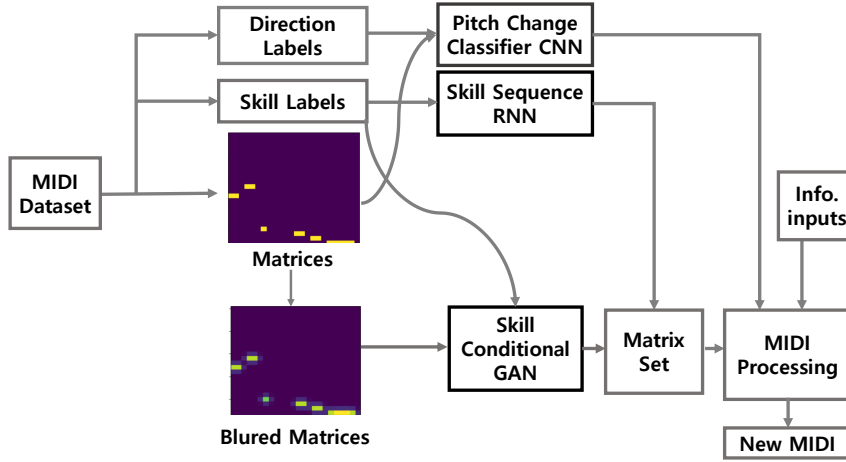 Direction
Labels
Pitch Change
Classifier CNN
Skill Labels
Skill Sequence
RNN
MIDI
Dataset
Info.
inputs
Matrices
Skill
Conditional
GAN
Matrix
Set
MIDI
Processing
Blured Matrices
New MIDI